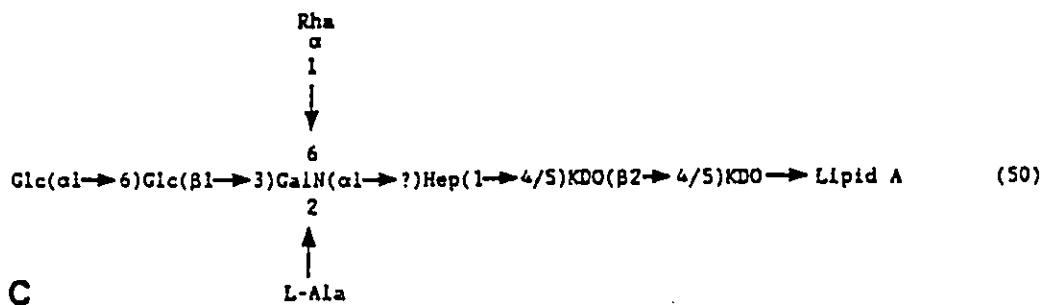 Rha
α
1
6
Glc(α1→6)Glc(β1→3)GalN(α1→?)Hep(1→4/5)KDO(β2→4/5)KDO→Lipid A (50)
2
L-Ala
C